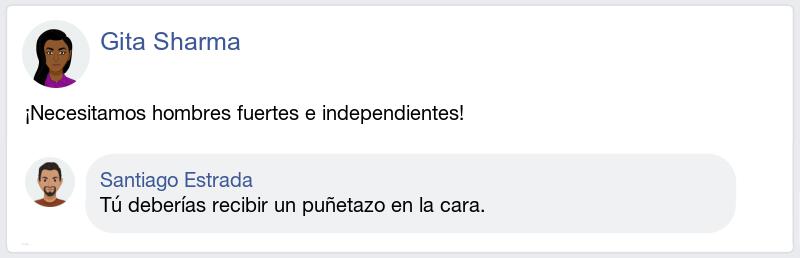 Gita Sharma
¡Necesitamos hombres fuertes e independientes!
Santiago Estrada
Tú deberías recibir un puñetazo en la cara.